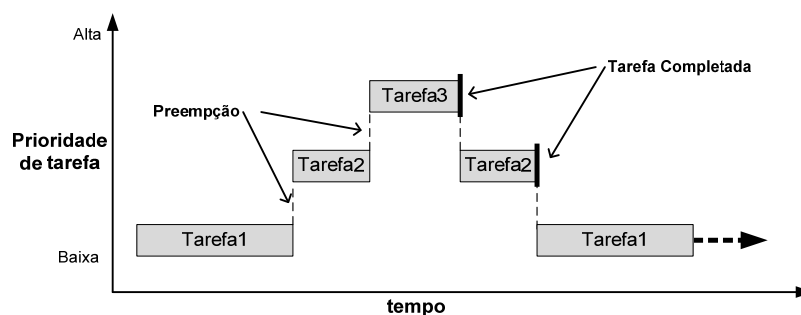 Alta
Tarefa Completada
Tarefa3
Preempção
Prioridade
de tarefa
Tarefa2
Tarefa2
Tarefa1
Tarefa1
Baixa
tempo